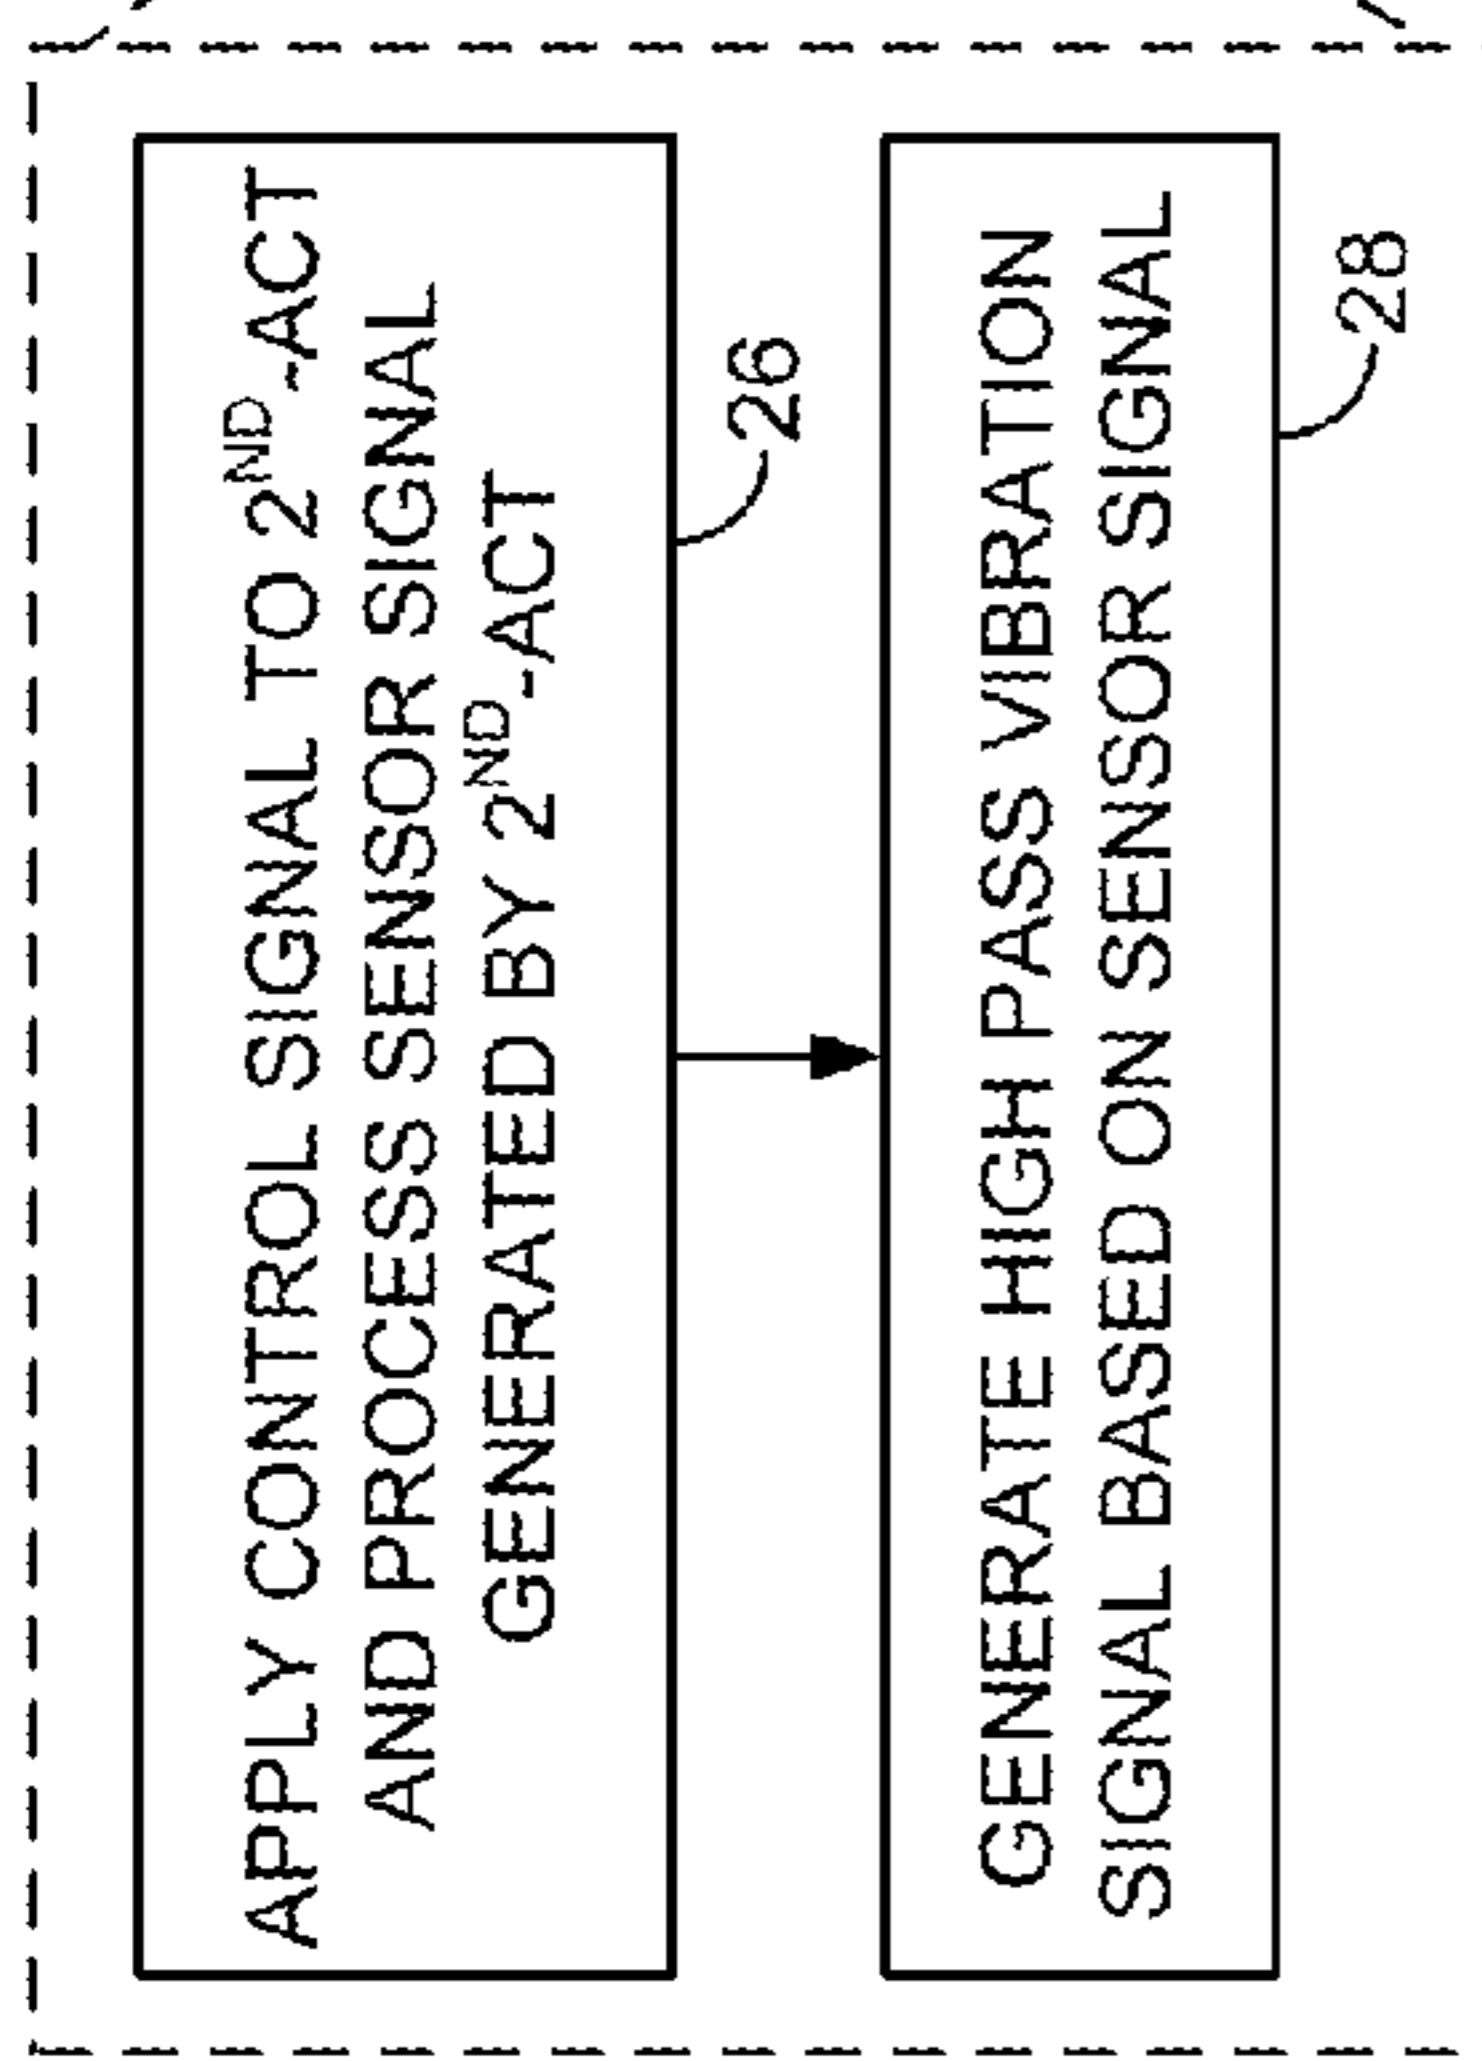 APPLY CONTROL SIGNAL TO 2ND-ACT
AND PROCESS SENSOR SIGNAL
GENERATED BY 2ND-ACT
26
GENERATE HIGH PASS VIBRATION
SIGNAL BASED ON SENSOR SIGNAL
28